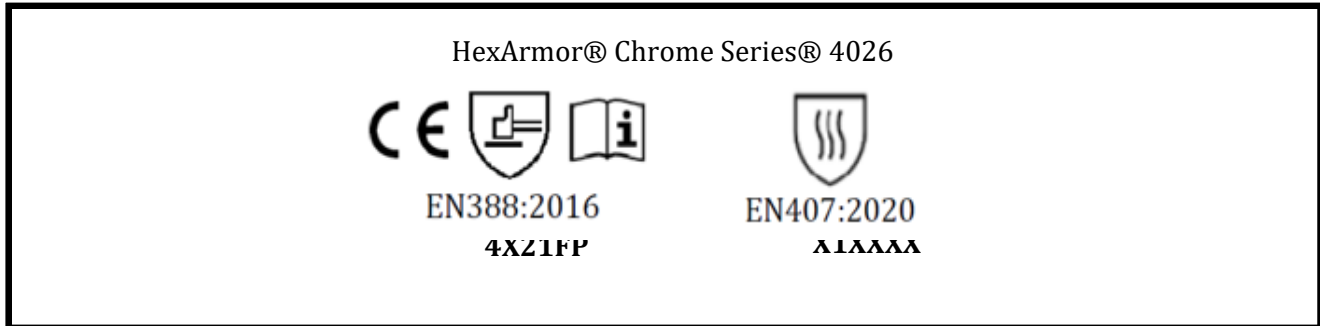 HexArmor® Chrome Series® 4026
CE i
EN388:2016 EN407:2020
4X21FP X1XXXX